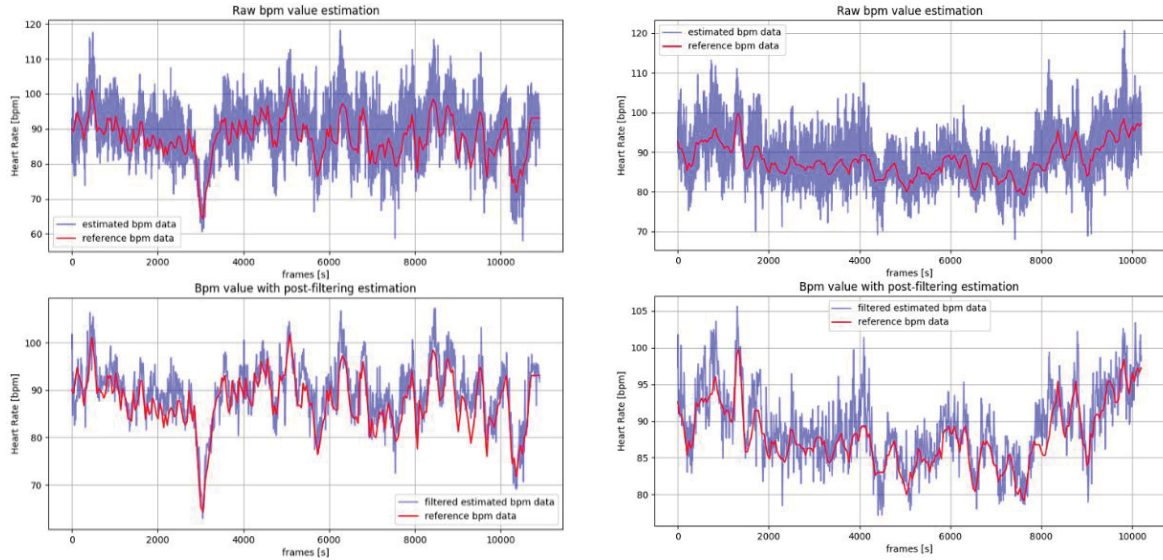 Raw bpm value estimation
120
110
100
90
80
70
60
Heart Rate [bpm]
estimated bpm data
reference bpm data
0 2000 4000 6000 8000 10000
frames [s]
Bpm value with post-filtering estimation
100
90
80
70
Heart Rate [bpm]
filtered estimated bpm data
reference bpm data
0 2000 4000 6000 8000 10000
frames [s]
Raw bpm value estimation
120
110
100
90
80
70
Heart Rate [bpm]
estimated bpm data
reference bpm data
0 2000 4000 6000 8000 10000
frames [s]
Bpm value with post-filtering estimation
105
100
95
90
85
80
Heart Rate [bpm]
filtered estimated bpm data
reference bpm data
0 2000 4000 6000 8000 10000
frames [s]